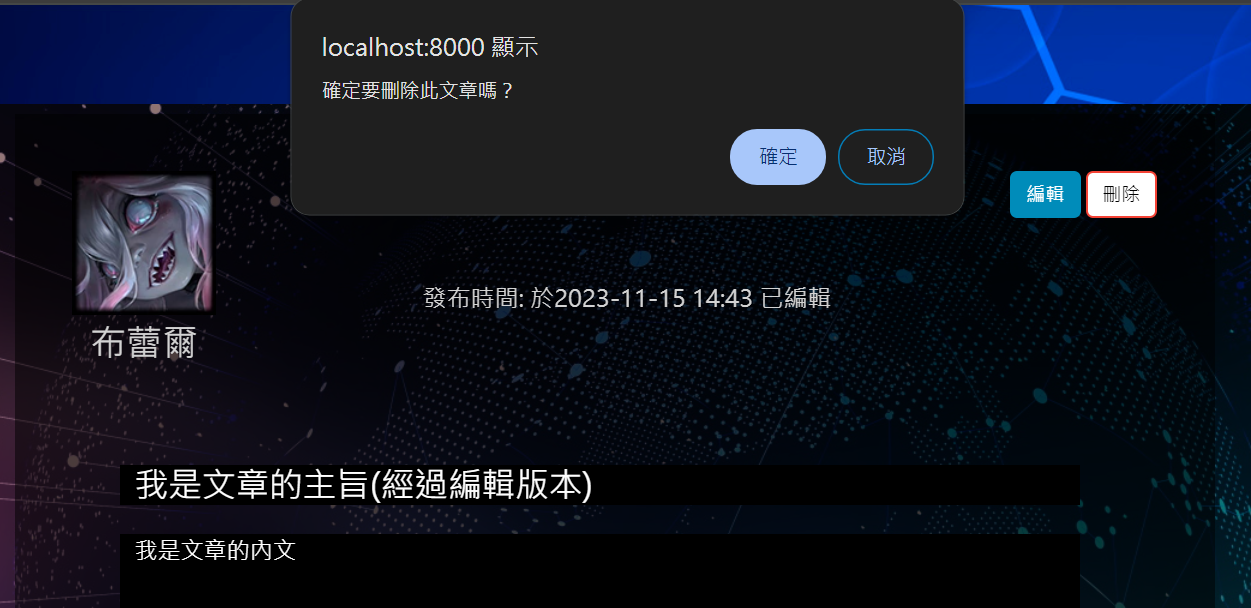 localhost:8000 顯示
確定要刪除此文章嗎？
確定 取消
編輯 刪除
發布時間: 於2023-11-15 14:43 已編輯
布蕾爾
我是文章的主旨(經過編輯版本)
我是文章的內文